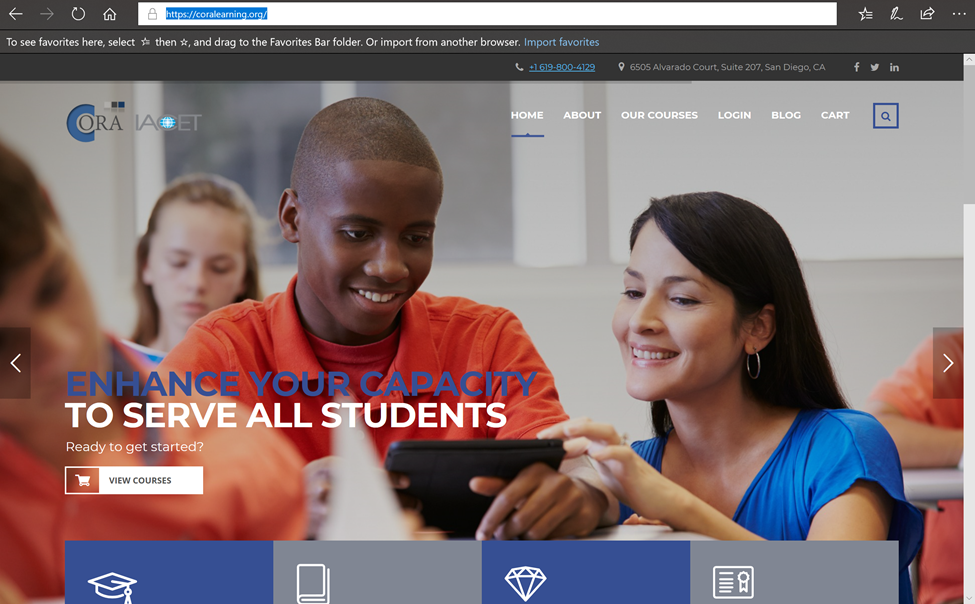 https://coralearning.org/
To see favorites here, select ☆ then ☆, and drag to the Favorites Bar folder. Or import from another browser. Import favorites
+1 619-800-4129 6505 Alvarado Court, Suite 207, San Diego, CA
CORA IACET
HOME ABOUT OUR COURSES LOGIN BLOG CART
ENHANCE YOUR CAPACITY
TO SERVE ALL STUDENTS
Ready to get started?
VIEW COURSES